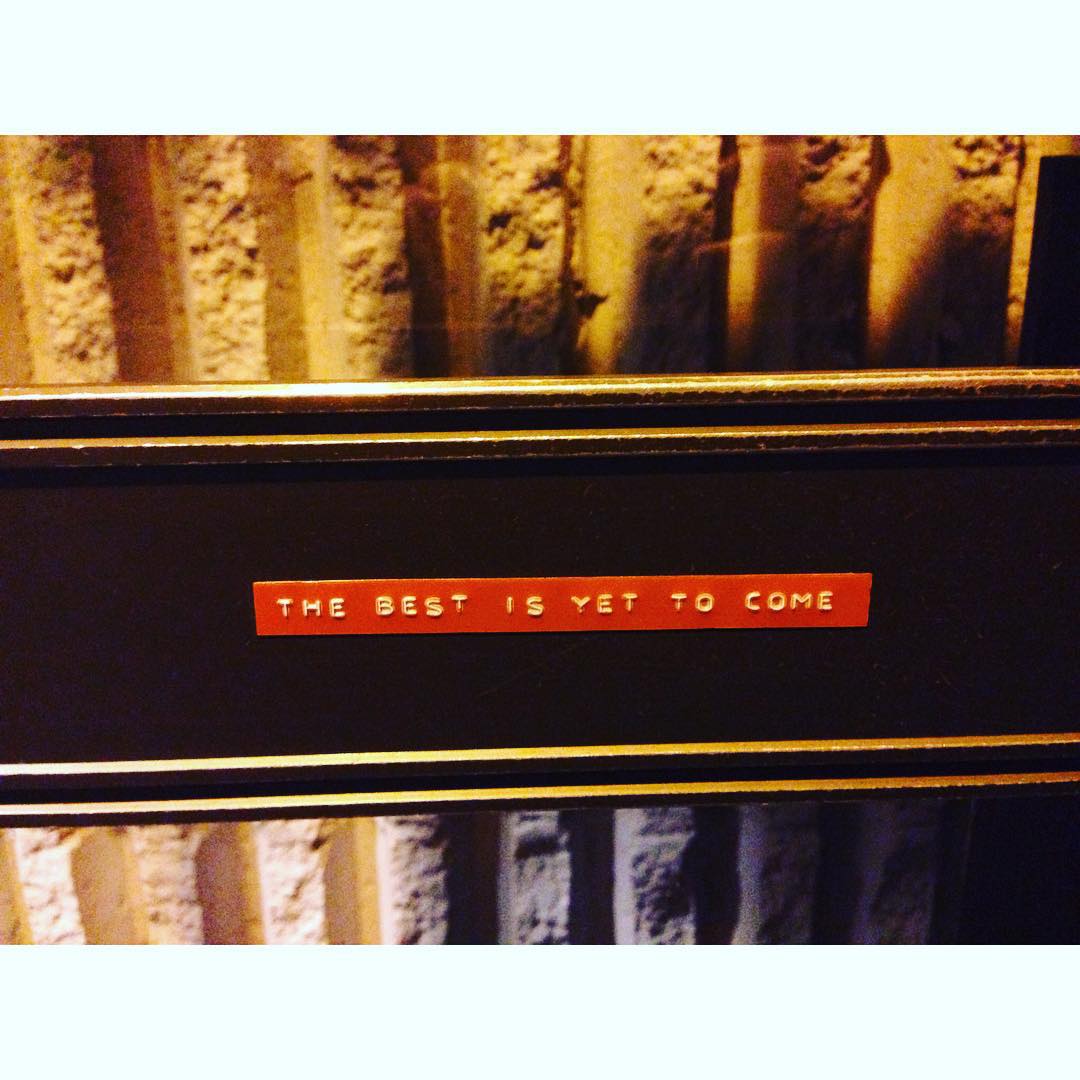 THE BEST IS YET TO COME